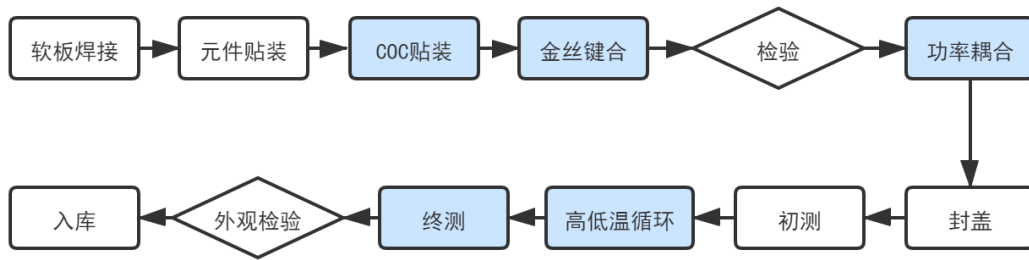 软板焊接
元件贴装
COC贴装
金丝键合
检验
功率耦合
封盖
初测
高低温循环
终测
外观检验
入库